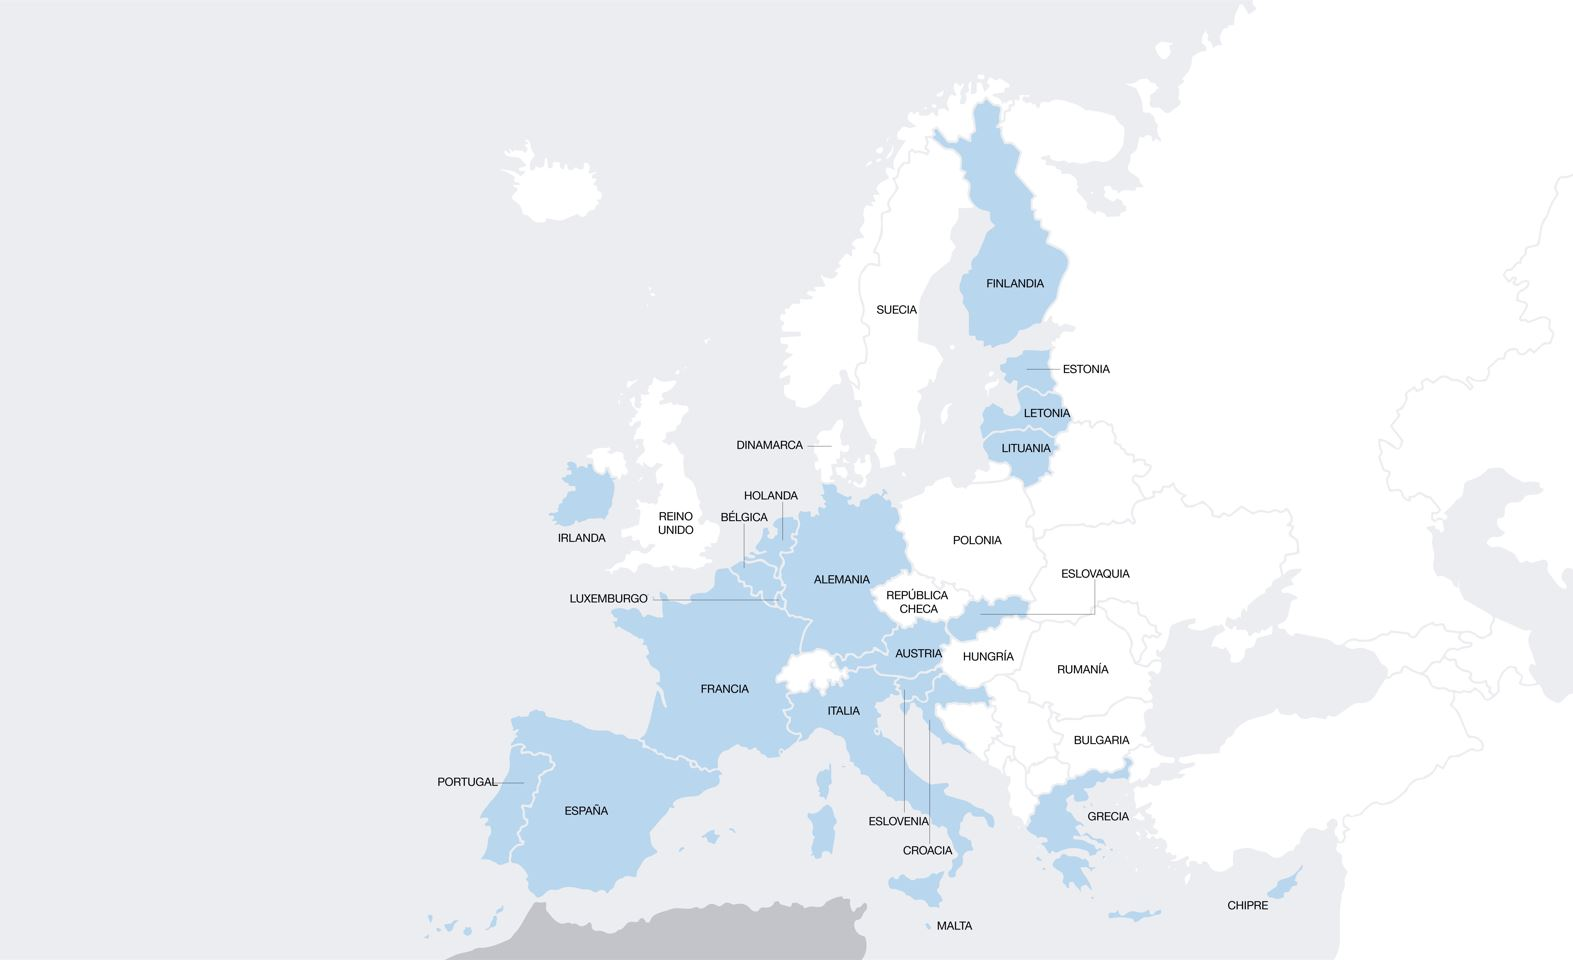 FINLANDIA
SUECIA
ESTONIA
LETONIA
DINAMARCA
LITUANIA
HOLANDA
BÉLGICA
REINO
UNIDO
IRLANDA
POLONIA
ESLOVAQUIA
ALEMANIA
REPÚBLICA
CHECA
LUXEMBURGO
AUSTRIA
HUNGRÍA
RUMANÍA
FRANCIA
ITALIA
BULGARIA
PORTUGAL
ESPAÑA
GRECIA
ESLOVENIA
CROACIA
CHIPRE
MALTA